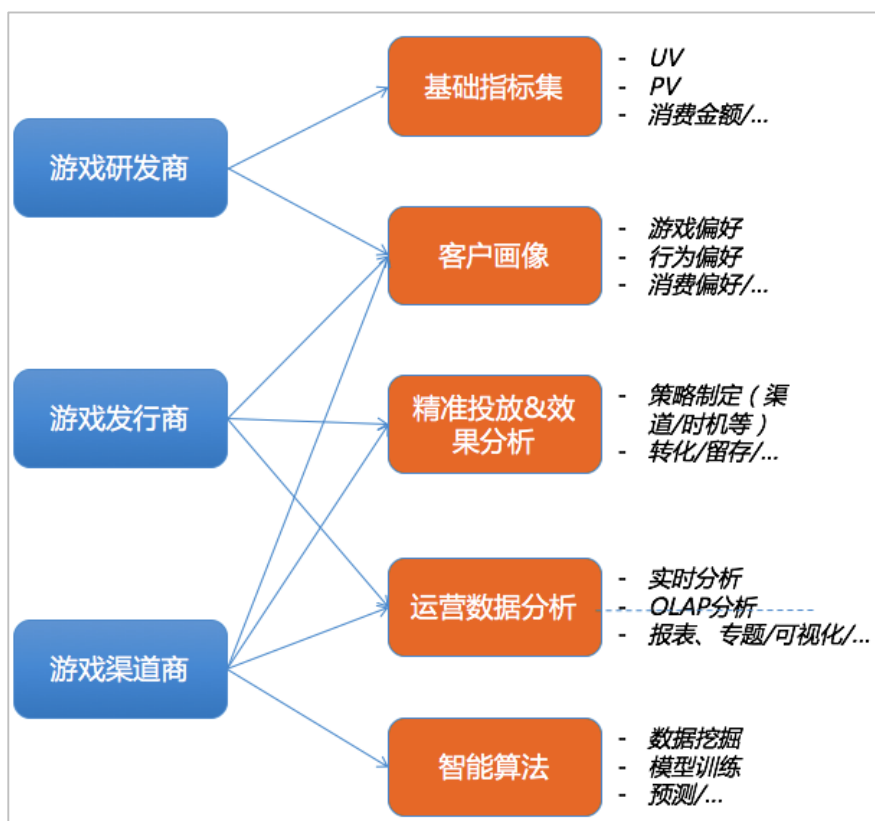 游戏研发商
游戏发行商
游戏渠道商
基础指标集
- UV
- PV
- 消费金额/...
客户画像
- 游戏偏好
- 行为偏好
- 消费偏好/...
精准投放&效
果分析
- 策略制定（渠
道/时机等）
- 转化/留存/...
运营数据分析
- 实时分析
- OLAP分析
- 报表、专题/可视化/...
智能算法
- 数据挖掘
- 模型训练
- 预测/...